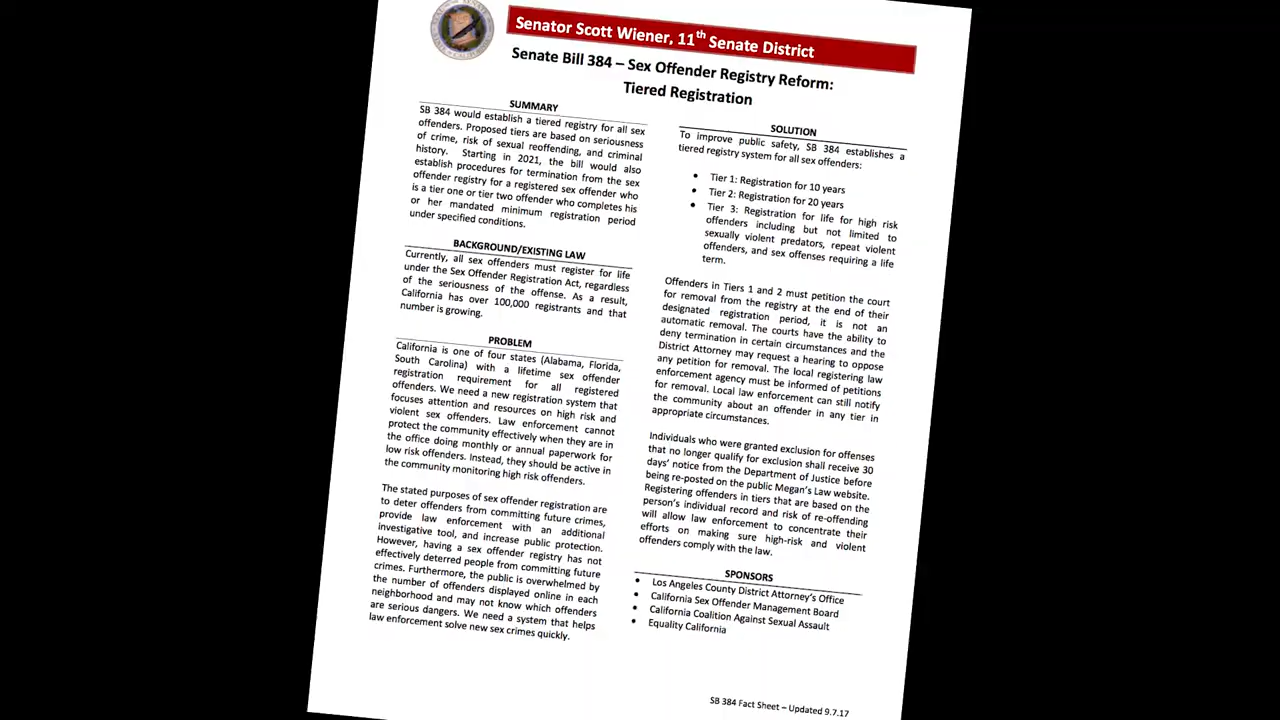 Senator Scott Wiener, 11th Senate District
Senate Bill 384 – Sex Offender Registry Reform:
Tiered Registration
SUMMARY
SB 384 would establish a tiered registry for all sex
offenders. Proposed tiers are based on seriousness
of crime, risk of sexual reoffending, and criminal
history. Starting in 2021, the bill would also
establish procedures for termination from the sex
offender registry for a registered sex offender who
is a tier one or tier two offender who completes his
or her mandated minimum registration period
under specified conditions.
BACKGROUND/EXISTING LAW
Currently, all sex offenders must register for life
under the Sex Offender Registration Act, regardless
of the seriousness of the offense. As a result,
California has over 100,000 registrants and that
number is growing.
PROBLEM
California is one of four states (Alabama, Florida,
South Carolina) with a lifetime sex offender
registration requirement for all registered
offenders. We need a new registration system that
focuses attention and resources on high risk and
violent sex offenders. Law enforcement cannot
protect the community effectively when they are in
the office doing monthly or annual paperwork for
low risk offenders. Instead, they should be active in
the community monitoring high risk offenders.
The stated purposes of sex offender registration are
to deter offenders from committing future crimes,
provide law enforcement with an additional
investigative tool, and increase public protection.
However, having a sex offender registry has not
effectively deterred people from committing future
crimes. Furthermore, the public is overwhelmed by
the number of offenders displayed online in each
neighborhood and may not know which offenders
are serious dangers. We need a system that helps
law enforcement solve new sex crimes quickly.
SOLUTION
To improve public safety, SB 384 establishes a
tiered registry system for all sex offenders:
• Tier 1: Registration for 10 years
• Tier 2: Registration for 20 years
• Tier 3: Registration for life for high risk
offenders including but not limited to
sexually violent predators, repeat violent
offenders, and sex offenses requiring a life
term.
Offenders in Tiers 1 and 2 must petition the court
for removal from the registry at the end of their
designated registration period, it is not an
automatic removal. The courts have the ability to
deny termination in certain circumstances and the
District Attorney may request a hearing to oppose
any petition for removal. The local registering law
enforcement agency must be informed of petitions
for removal. Local law enforcement can still notify
the community about an offender in any tier in
appropriate circumstances.
Individuals who were granted exclusion for offenses
that no longer qualify for exclusion shall receive 30
days' notice from the Department of Justice before
being re-posted on the public Megan's Law website.
Registering offenders in tiers that are based on the
person's individual record and risk of re-offending
will allow law enforcement to concentrate their
efforts on making sure high-risk and violent
offenders comply with the law.
SPONSORS
• Los Angeles County District Attorney's Office
• California Sex Offender Management Board
• California Coalition Against Sexual Assault
• Equality California
SB 384 Fact Sheet – Updated 9.7.17